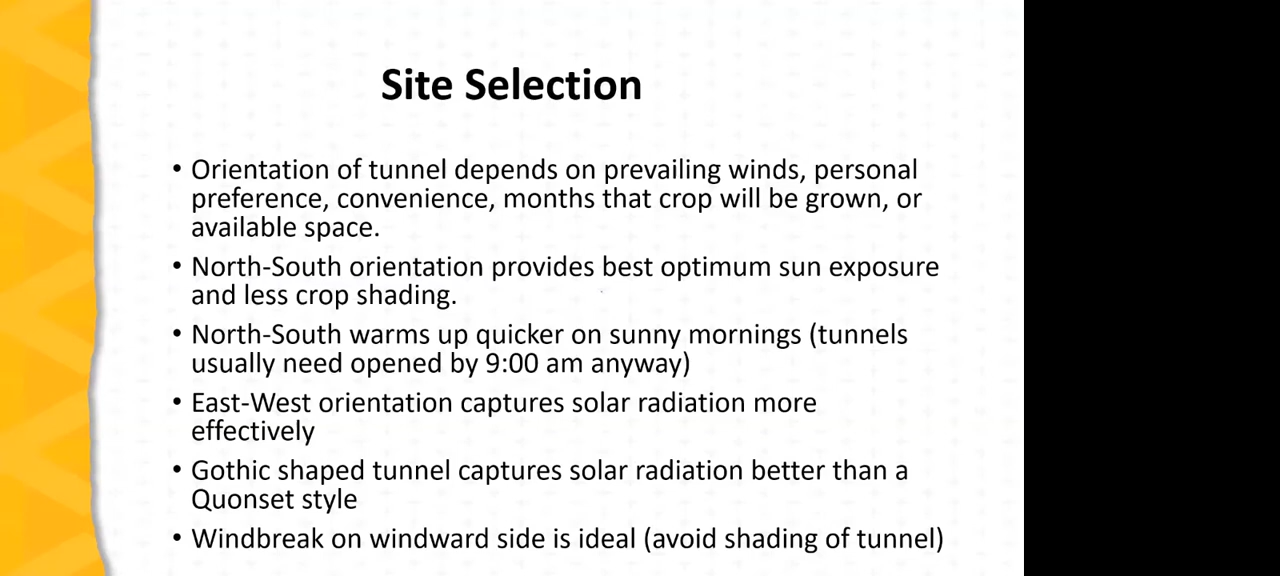 Site Selection
• Orientation of tunnel depends on prevailing winds, personal
preference, convenience, months that crop will be grown, or
available space.
• North-South orientation provides best optimum sun exposure
and less crop shading.
• North-South warms up quicker on sunny mornings (tunnels
usually need opened by 9:00 am anyway)
• East-West orientation captures solar radiation more
effectively
• Gothic shaped tunnel captures solar radiation better than a
Quonset style
• Windbreak on windward side is ideal (avoid shading of tunnel)